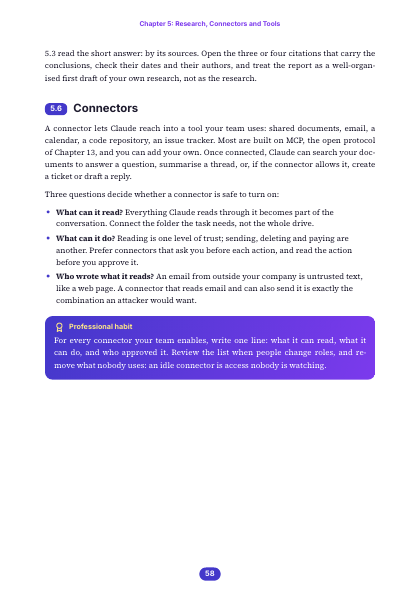 Chapter 5: Research, Connectors and Tools
5.3 read the short answer: by its sources. Open the three or four citations that carry the
conclusions, check their dates and their authors, and treat the report as a well-organ-
ised first draft of your own research, not as the research.
5.6 Connectors
A connector lets Claude reach into a tool your team uses: shared documents, email, a
calendar, a code repository, an issue tracker. Most are built on MCP, the open protocol
of Chapter 13, and you can add your own. Once connected, Claude can search your doc-
uments to answer a question, summarise a thread, or, if the connector allows it, create
a ticket or draft a reply.
Three questions decide whether a connector is safe to turn on:
• What can it read? Everything Claude reads through it becomes part of the
conversation. Connect the folder the task needs, not the whole drive.
• What can it do? Reading is one level of trust; sending, deleting and paying are
another. Prefer connectors that ask you before each action, and read the action
before you approve it.
• Who wrote what it reads? An email from outside your company is untrusted text,
like a web page. A connector that reads email and can also send it is exactly the
combination an attacker would want.
Professional habit
For every connector your team enables, write one line: what it can read, what it
can do, and who approved it. Review the list when people change roles, and re-
move what nobody uses: an idle connector is access nobody is watching.
58